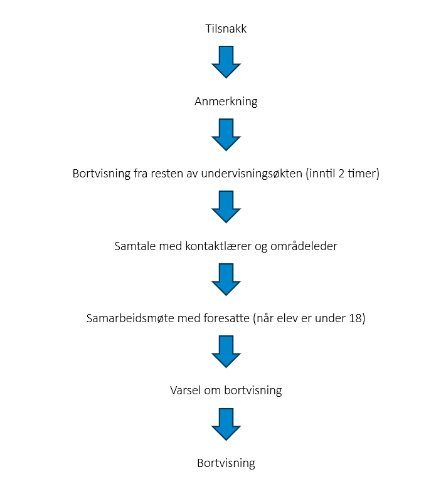 Tilsnakk
Anmerkning
Bortvisning fra resten av undervisningsøkten (inntil 2 timer)
Samtale med kontaktlærer og områdeleder
Samarbeidsmøte med foresatte (når elev er under 18)
Varsel om bortvisning
Bortvisning